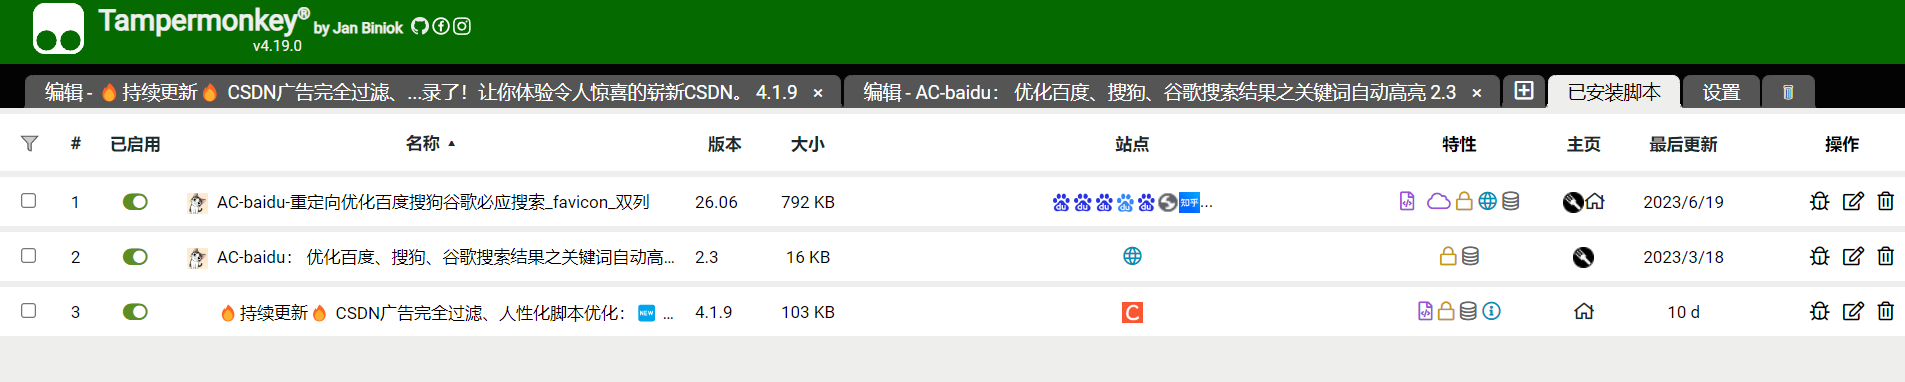 Tampermonkey® by Jan Biniok
v4.19.0
编辑 - 🔥持续更新🔥 CSDN广告完全过滤、...录了！让你体验令人惊喜的崭新CSDN。 4.1.9 × 编辑 - AC-baidu： 优化百度、搜狗、谷歌搜索结果之关键词自动高亮 2.3 × 已安装脚本 设置
# 已启用 名称 ▲ 版本 大小 站点 特性 主页 最后更新 操作
1 AC-baidu-重定向优化百度搜狗谷歌必应搜索_favicon_双列 26.06 792 KB 知乎 ... 2023/6/19
2 AC-baidu： 优化百度、搜狗、谷歌搜索结果之关键词自动高... 2.3 16 KB 2023/3/18
3 🔥持续更新🔥 CSDN广告完全过滤、人性化脚本优化： NEW ... 4.1.9 103 KB C 10 d